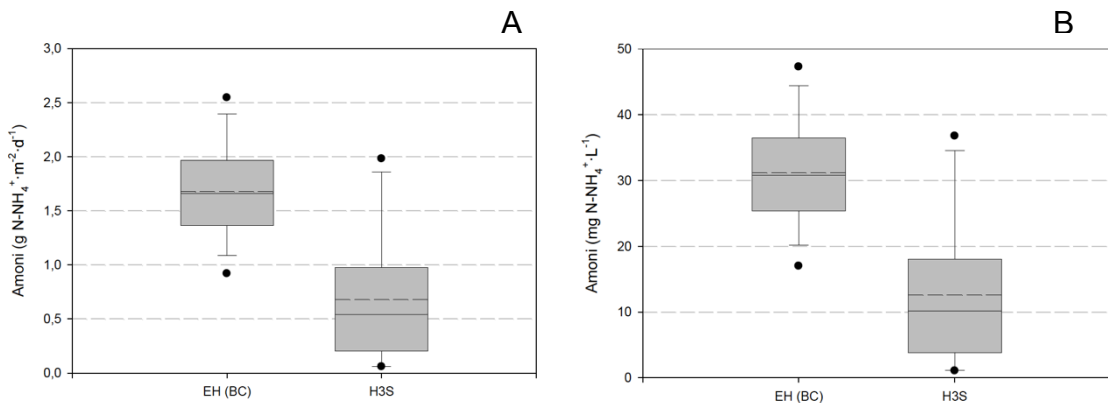 A
3,0
2,5
2,0
1,5
1,0
0,5
0,0
Amoni (g N-NH₄⁺·m⁻²·d⁻¹)
EH (BC) H3S
B
50
40
30
20
10
0
Amoni (mg N-NH₄⁺·L⁻¹)
EH (BC) H3S